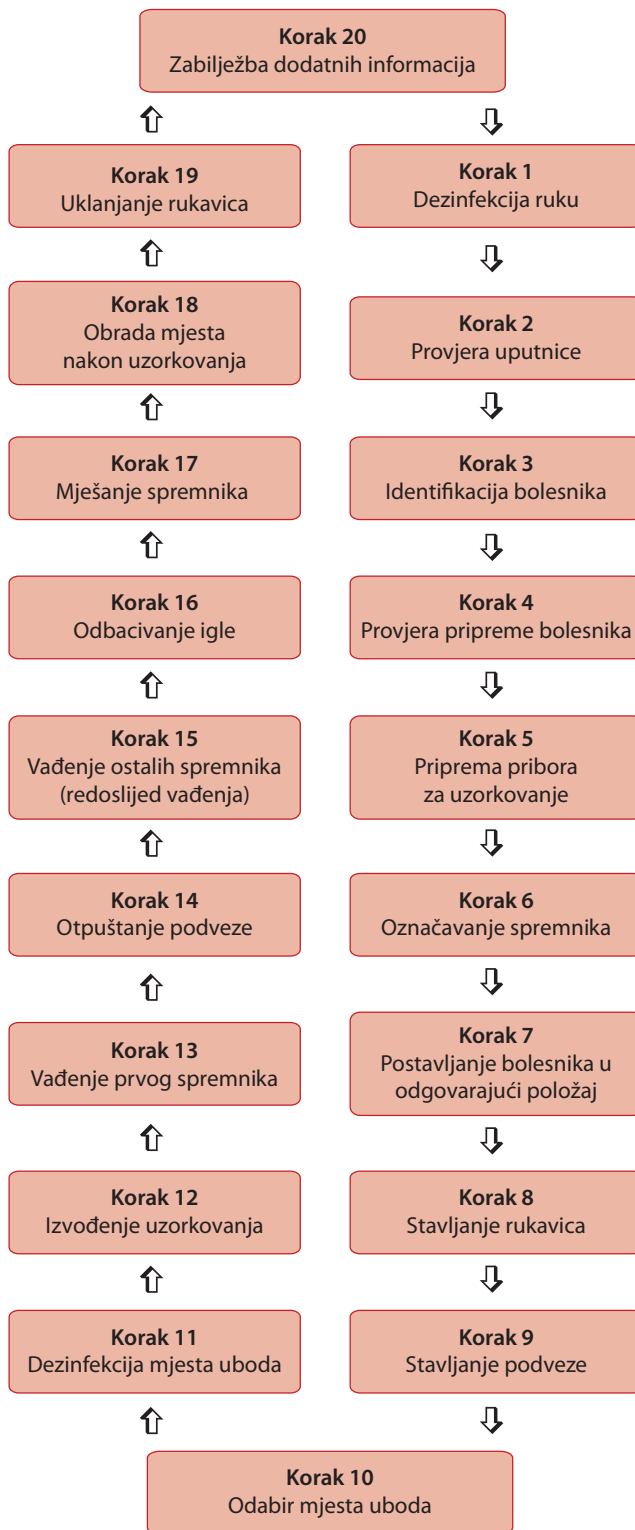 Korak 20
Zabilježba dodatnih informacija
Korak 1
Dezinfekcija ruku
Korak 2
Provjera uputnice
Korak 3
Identifikacija bolesnika
Korak 4
Provjera pripreme bolesnika
Korak 5
Priprema pribora
za uzorkovanje
Korak 6
Označavanje spremnika
Korak 7
Postavljanje bolesnika u
odgovarajući položaj
Korak 8
Stavljanje rukavica
Korak 9
Stavljanje podveze
Korak 10
Odabir mjesta uboda
Korak 11
Dezinfekcija mjesta uboda
Korak 12
Izvođenje uzorkovanja
Korak 13
Vađenje prvog spremnika
Korak 14
Otpuštanje podveze
Korak 15
Vađenje ostalih spremnika
(redoslijed vađenja)
Korak 16
Odbacivanje igle
Korak 17
Mješanje spremnika
Korak 18
Obrada mjesta
nakon uzorkovanja
Korak 19
Uklanjanje rukavica